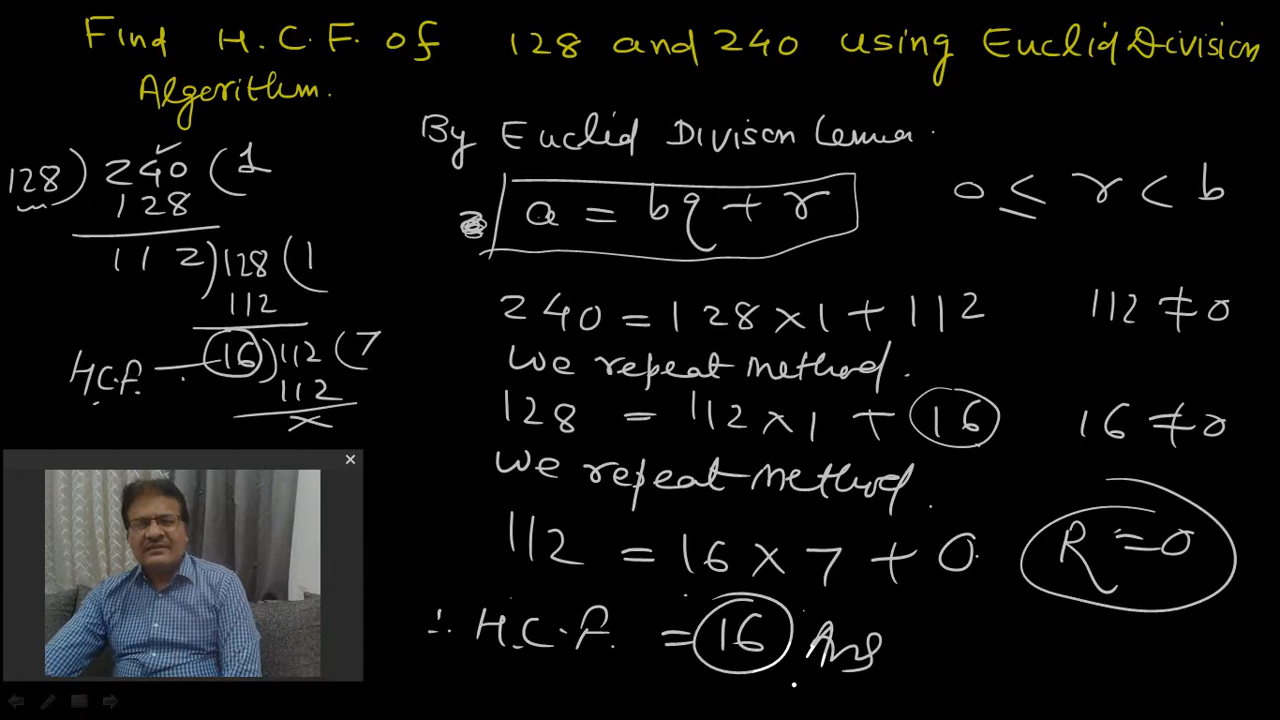 Find H.C.F. of 128 and 240 using Euclid Division
Algorithm.
128) 240 (1
128
112) 128 (1
112
H.C.F. 16) 112 (7
112
×
By Euclid Divison Lemma.
a = bq + r
0 ≤ r < b
240 = 128 × 1 + 112
112 ≠ 0
We repeat method.
128 = 112 × 1 + 16
16 ≠ 0
We repeat method.
112 = 16 × 7 + 0
R = 0
∴ H.C.F. = 16 Ans